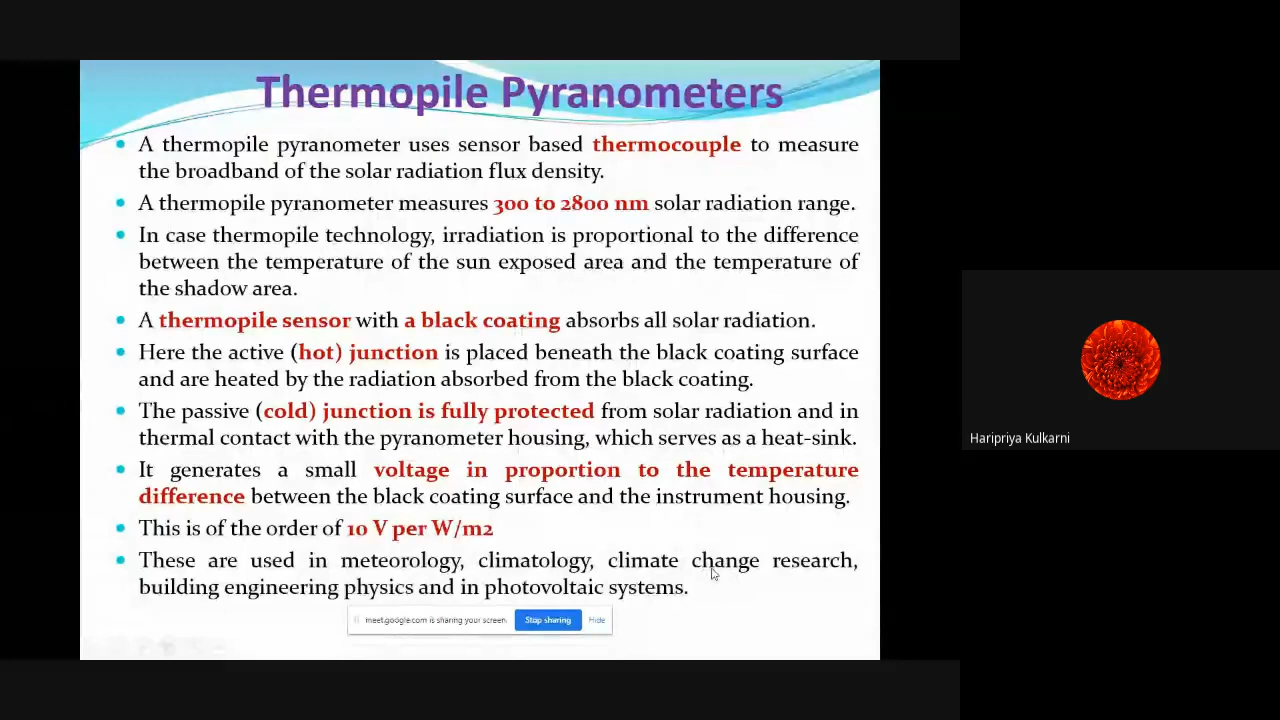 Thermopile Pyranometers
A thermopile pyranometer uses sensor based thermocouple to measure
the broadband of the solar radiation flux density.
A thermopile pyranometer measures 300 to 2800 nm solar radiation range.
In case thermopile technology, irradiation is proportional to the difference
between the temperature of the sun exposed area and the temperature of
the shadow area.
A thermopile sensor with a black coating absorbs all solar radiation.
Here the active (hot) junction is placed beneath the black coating surface
and are heated by the radiation absorbed from the black coating.
The passive (cold) junction is fully protected from solar radiation and in
thermal contact with the pyranometer housing, which serves as a heat-sink.
It generates a small voltage in proportion to the temperature
difference between the black coating surface and the instrument housing.
This is of the order of 10 V per W/m2
These are used in meteorology, climatology, climate change research,
building engineering physics and in photovoltaic systems.
meet.google.com is sharing your screen. Stop sharing Hide
Haripriya Kulkarni